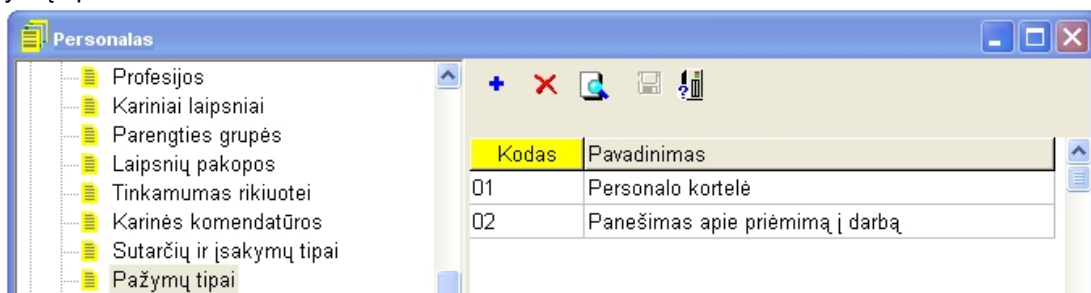 Personalas
Profesijos
Kariniai laipsniai
Parengties grupės
Laipsnių pakopos
Tinkamumas rikiuotei
Karinės komendatūros
Sutarčių ir įsakymų tipai
Pažymų tipai
Kodas Pavadinimas
01 Personalo kortelė
02 Panešimas apie priėmimą į darbą